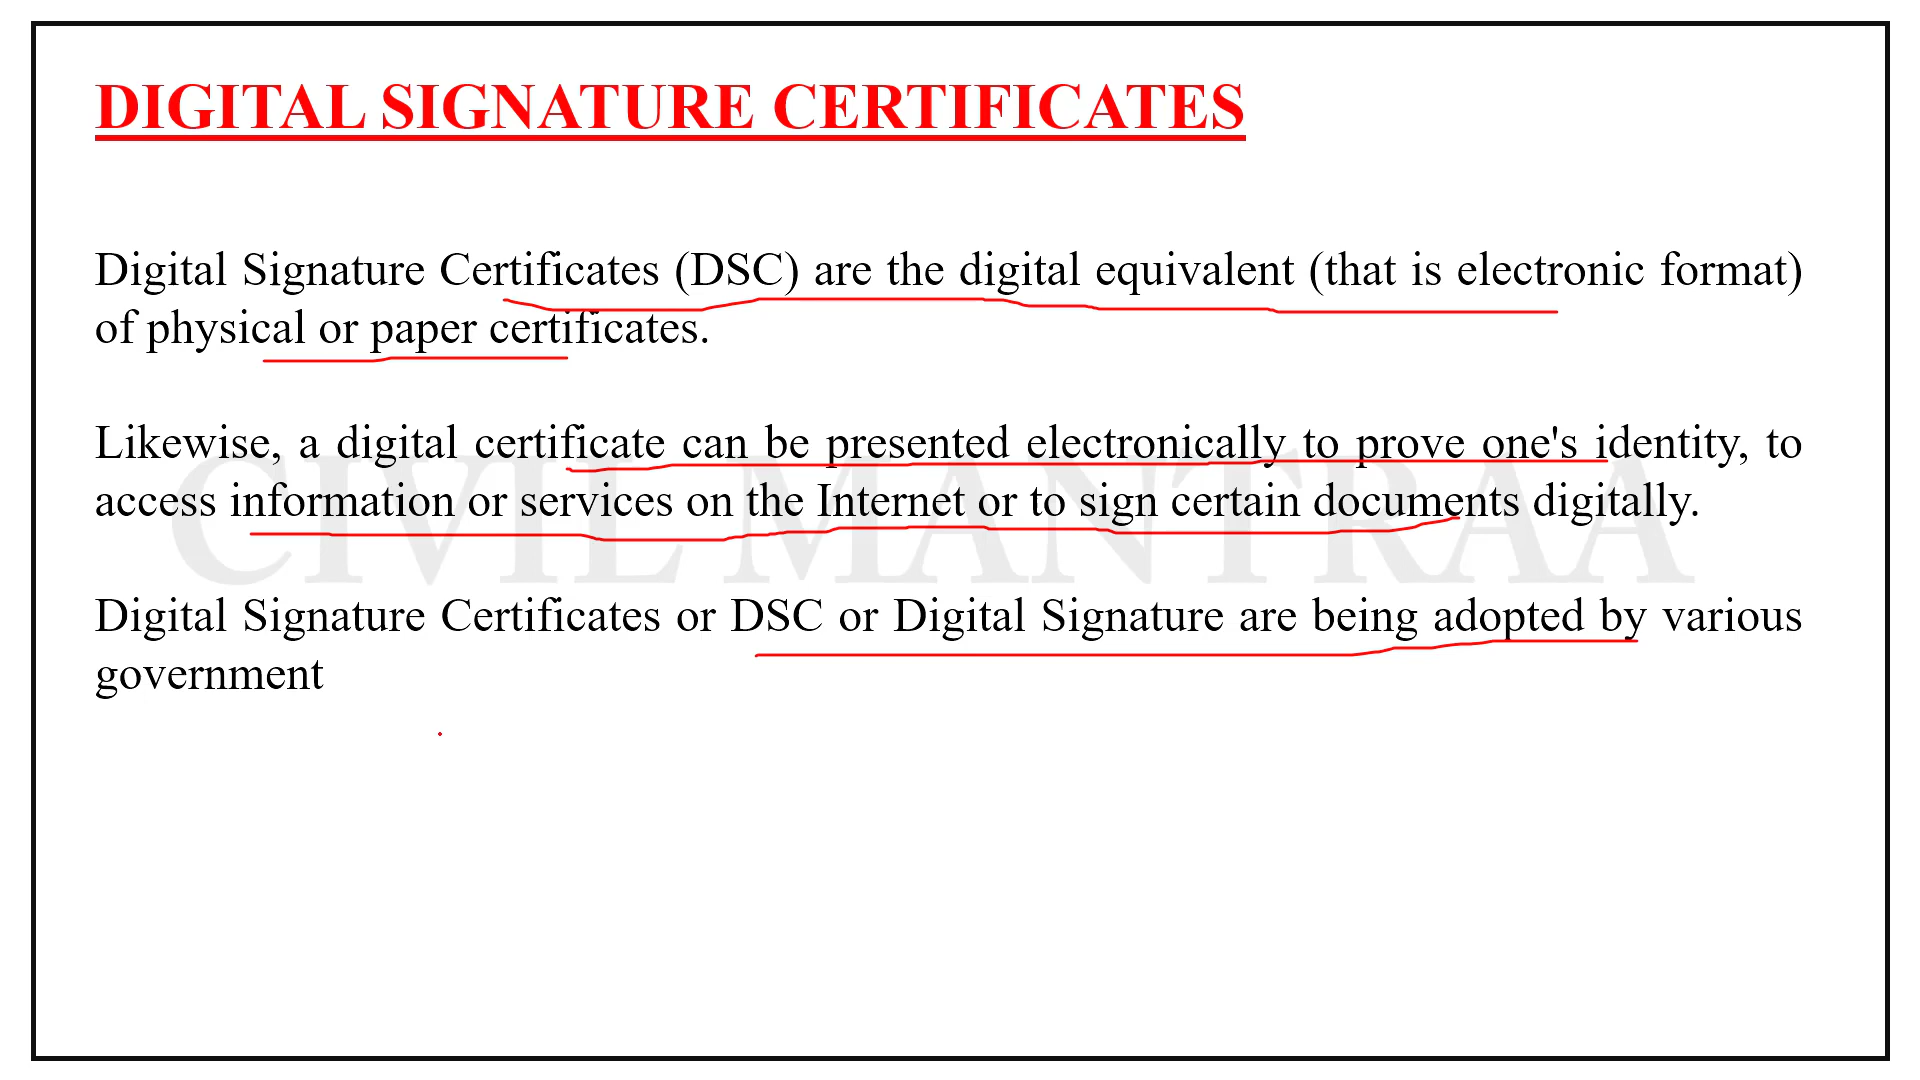 DIGITAL SIGNATURE CERTIFICATES
Digital Signature Certificates (DSC) are the digital equivalent (that is electronic format)
of physical or paper certificates.
Likewise, a digital certificate can be presented electronically to prove one's identity, to
access information or services on the Internet or to sign certain documents digitally.
CIVIL MANTRAA
Digital Signature Certificates or DSC or Digital Signature are being adopted by various
government